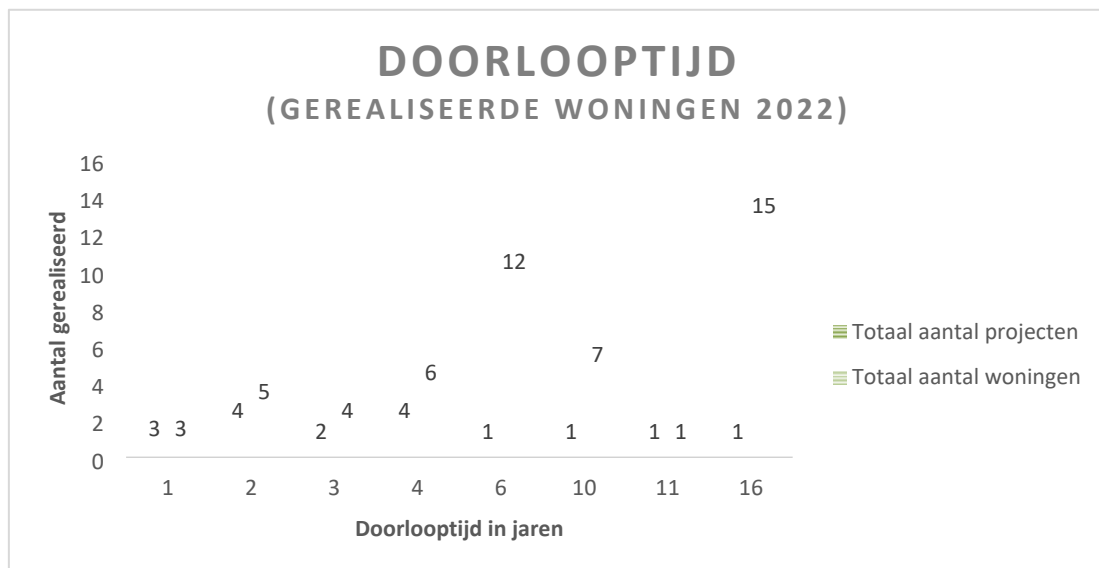 DOORLOOPTIJD
(GEREALISEERDE WONINGEN 2022)
Aantal gerealiseerd
16
14
12
10
8
6
4
2
0
3 3
4 5
2 4
4 6
1 12
1 7
1 1
1 15
1 2 3 4 6 10 11 16
Doorlooptijd in jaren
Totaal aantal projecten
Totaal aantal woningen